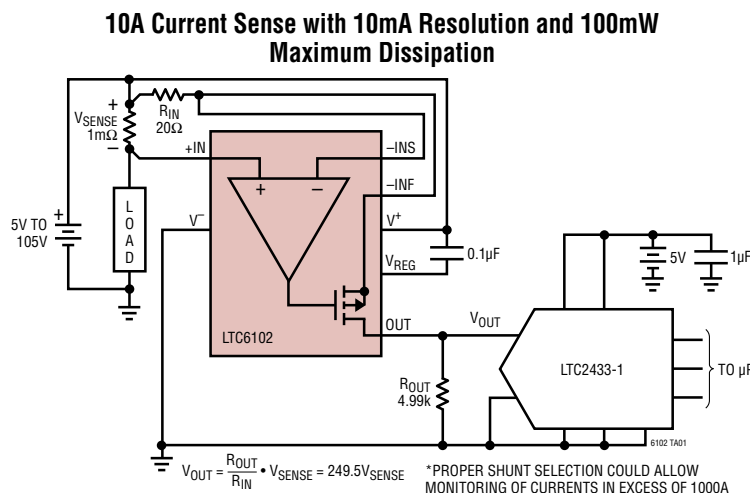 10A Current Sense with 10mA Resolution and 100mW
Maximum Dissipation
+
VSENSE
1mΩ
–
RIN
20Ω
+IN
–INS
+
–
–INF
L
O
A
D
5V TO
105V
+
V–
V+
VREG
0.1µF
5V
1µF
OUT
VOUT
LTC6102
LTC2433-1
TO µP
ROUT
4.99k
6102 TA01
VOUT = ROUT/RIN • VSENSE = 249.5VSENSE
*PROPER SHUNT SELECTION COULD ALLOW
MONITORING OF CURRENTS IN EXCESS OF 1000A